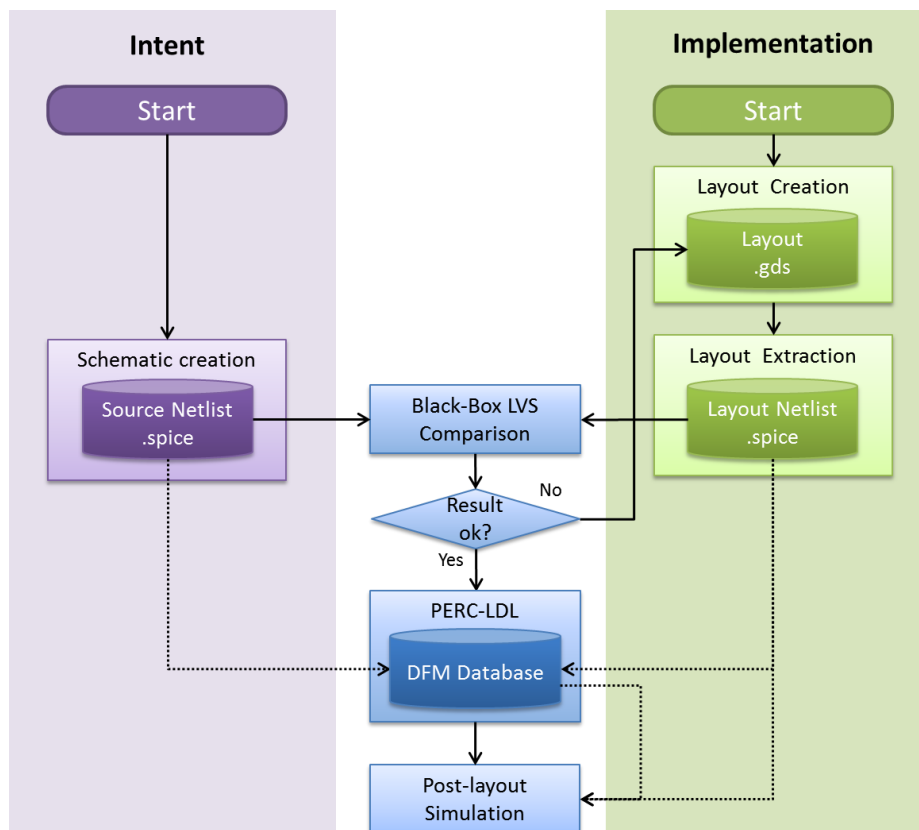 Intent
Implementation
Start
Start
Layout Creation
Layout
.gds
Schematic creation
Source Netlist
.spice
Black-Box LVS
Comparison
Layout Extraction
Layout Netlist
.spice
Result
ok?
No
Yes
PERC-LDL
DFM Database
Post-layout
Simulation